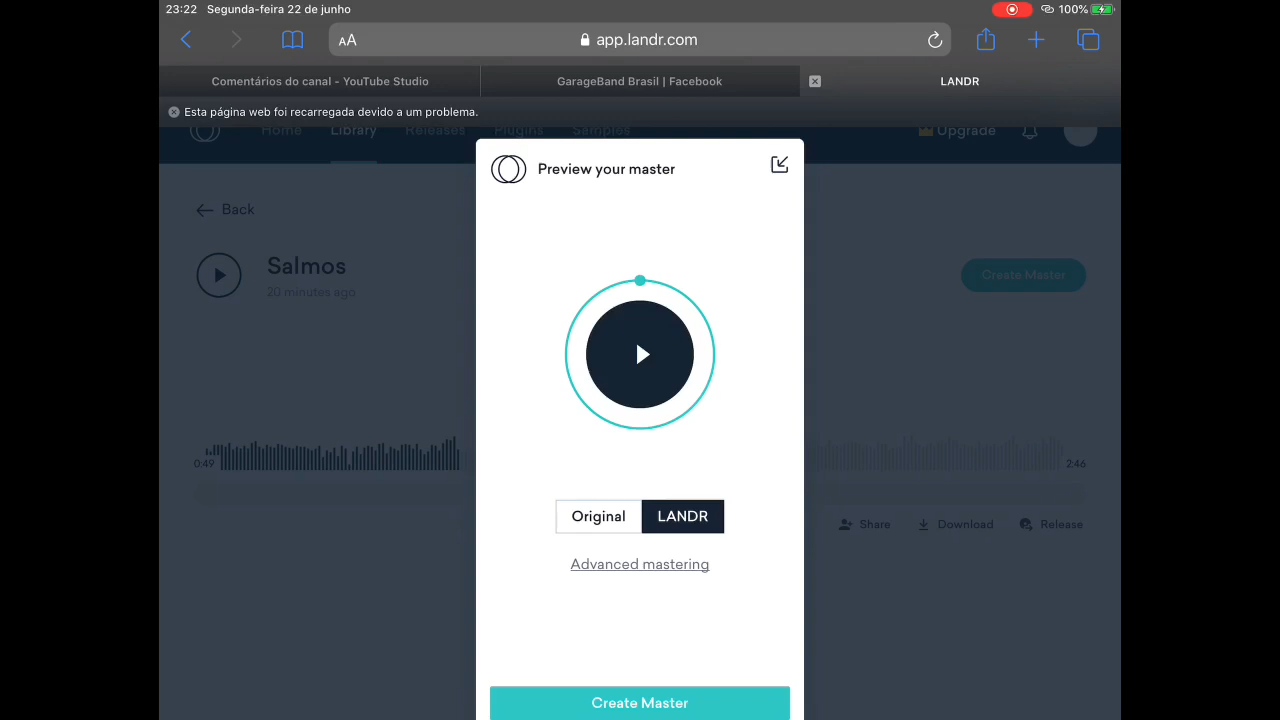 23:22 Segunda-feira 22 de junho 100%
AA app.landr.com
Comentários do canal - YouTube Studio GarageBand Brasil | Facebook LANDR
Esta página web foi recarregada devido a um problema.
Home Library Releases Plugins Samples Upgrade
Preview your master
Back
Salmos
20 minutes ago
Create Master
0:49 2:46
Original LANDR
Share Download Release
Advanced mastering
Create Master